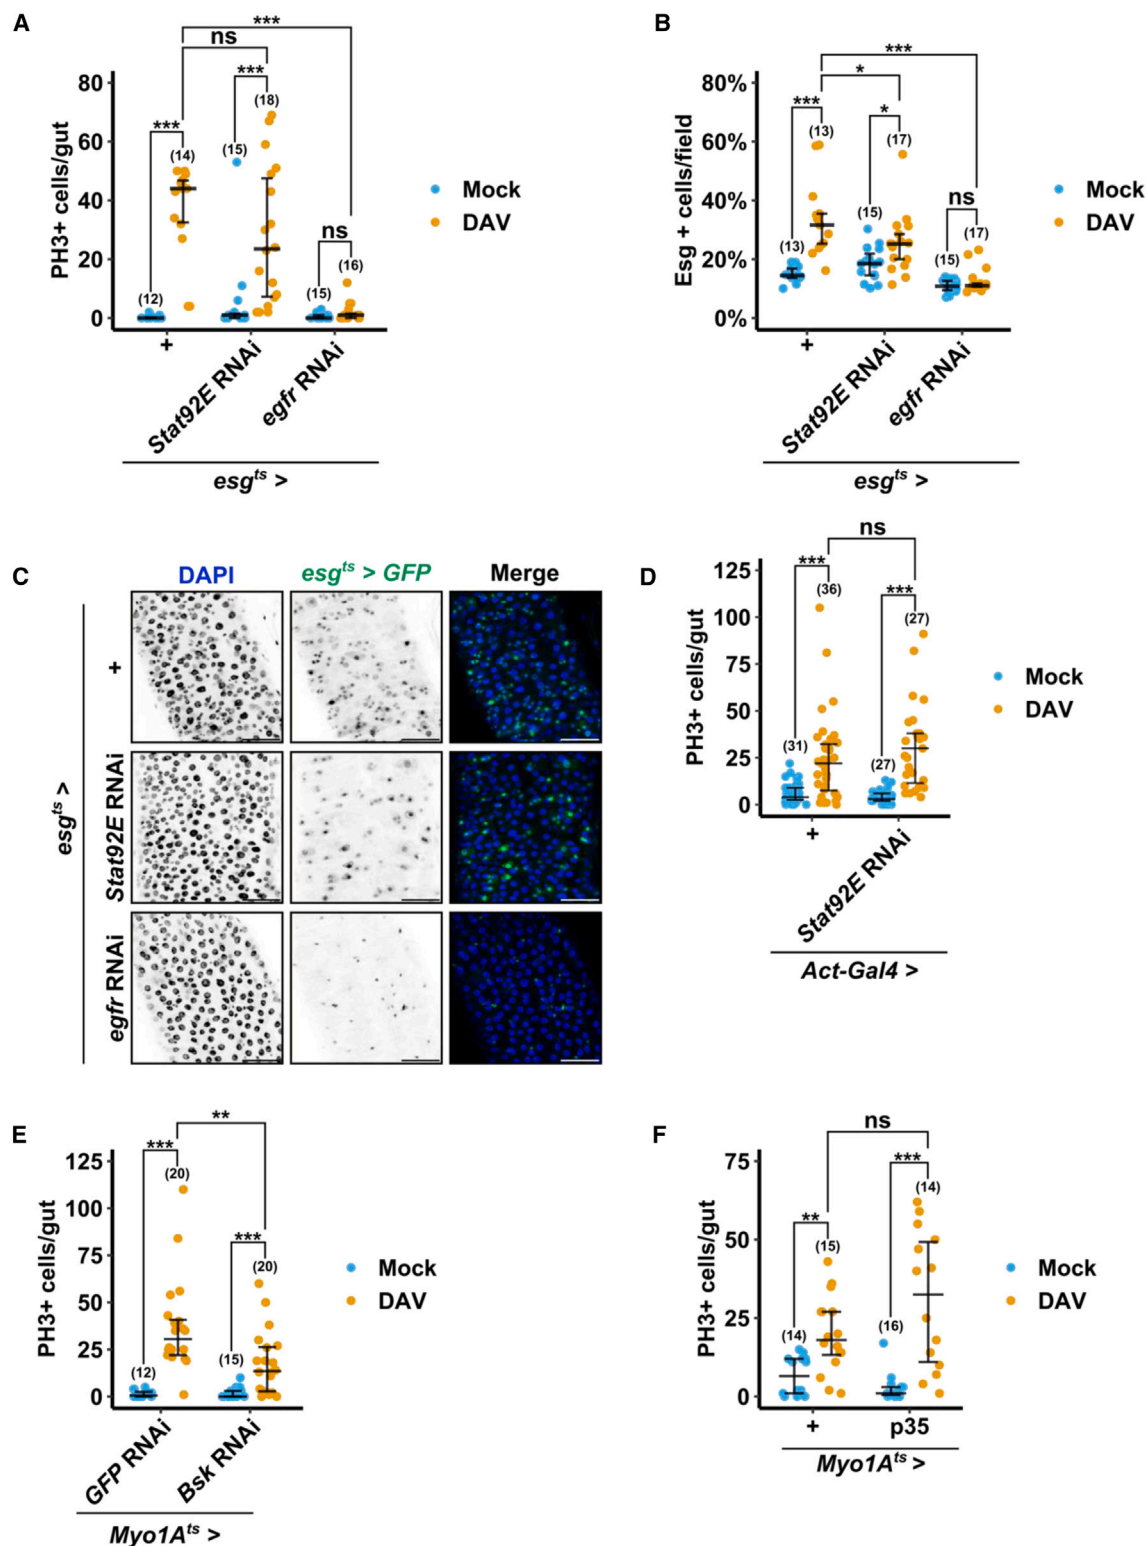 A
***
ns
***
(18)
80
***
(14)
(15)
60
40
20
0
PH3+ cells/gut
(12)
ns
(16)
(15)
Mock
DAV
+
Stat92E RNAi
egfr RNAi
esg^ts >
B
***
*
***
(13)
*
(17)
80%
60%
40%
20%
0%
Esg + cells/field
(13)
(15)
ns
(17)
(15)
Mock
DAV
+
Stat92E RNAi
egfr RNAi
esg^ts >
C
DAPI
esg^ts > GFP
Merge
+
Stat92E RNAi
egfr RNAi
esg^ts >
D
ns
***
(36)
***
(27)
125
100
75
50
25
0
PH3+ cells/gut
(31)
(27)
Mock
DAV
+
Stat92E RNAi
Act-Gal4 >
E
**
***
(20)
***
(20)
125
100
75
50
25
0
PH3+ cells/gut
(12)
(15)
Mock
DAV
GFP RNAi
Bsk RNAi
Myo1A^ts >
F
ns
***
(14)
**
(15)
75
50
25
0
PH3+ cells/gut
(14)
(16)
Mock
DAV
+
p35
Myo1A^ts >